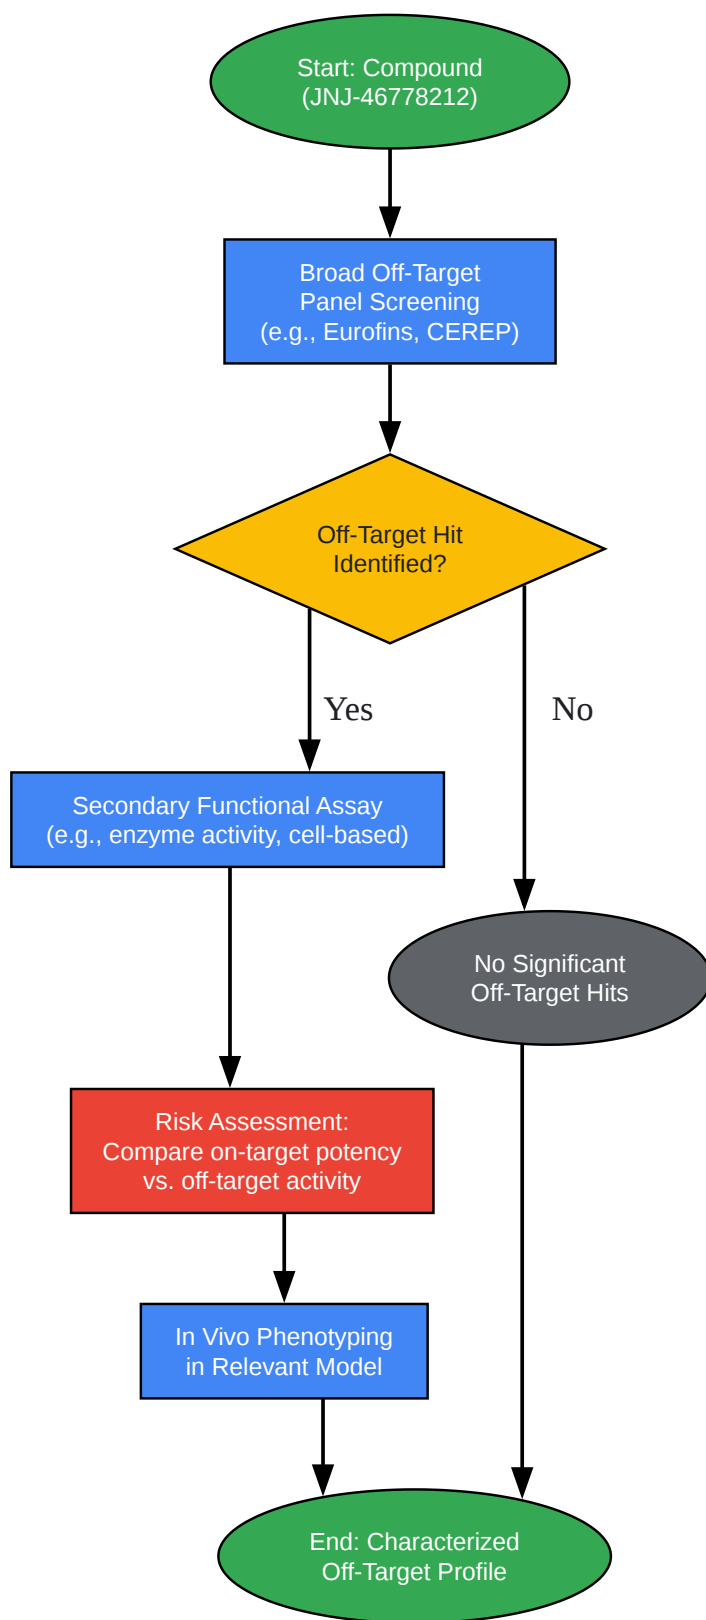 Start: Compound
(JNJ-46778212)
Broad Off-Target
Panel Screening
(e.g., Eurofins, CEREP)
Off-Target Hit
Identified?
Yes
No
Secondary Functional Assay
(e.g., enzyme activity, cell-based)
No Significant
Off-Target Hits
Risk Assessment:
Compare on-target potency
vs. off-target activity
In Vivo Phenotyping
in Relevant Model
End: Characterized
Off-Target Profile